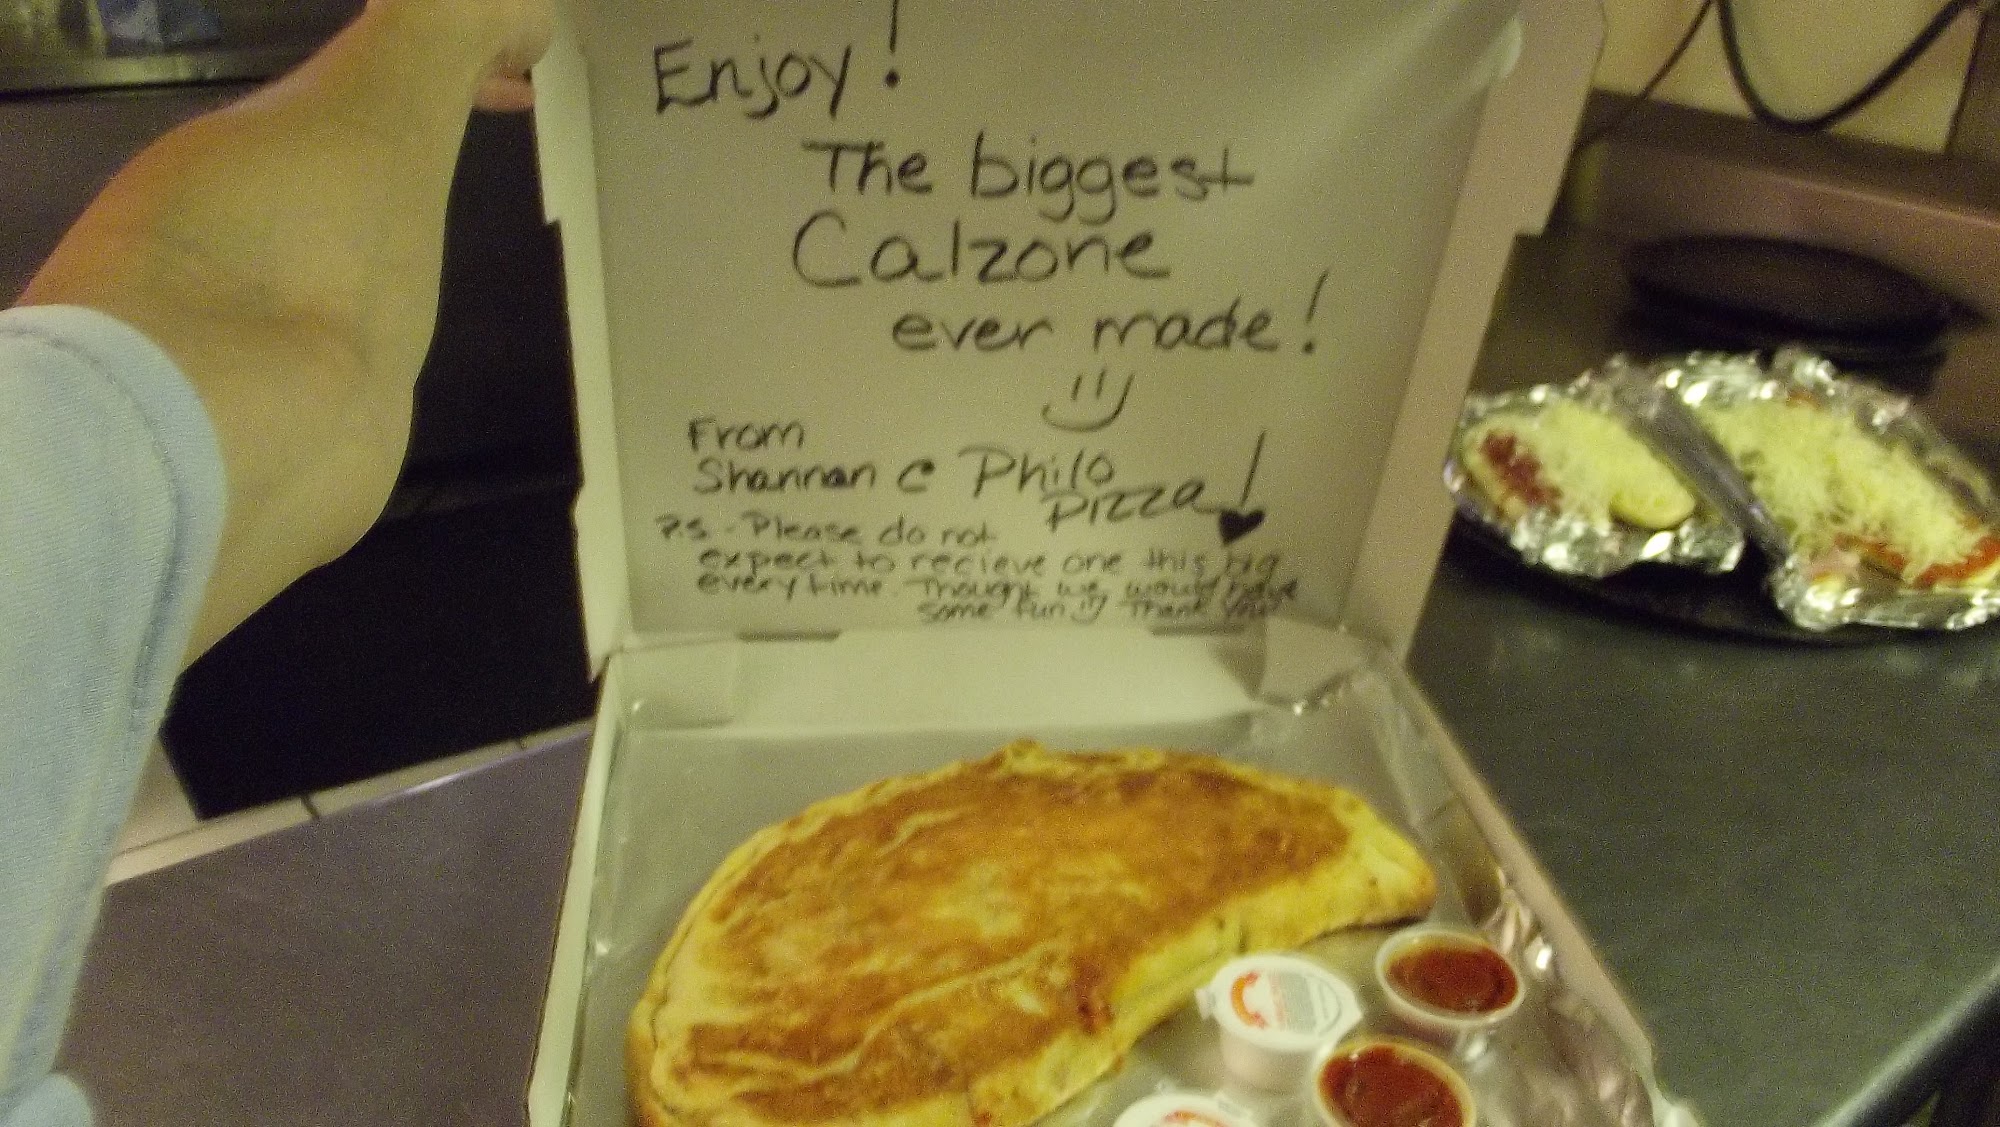 Enjoy!
The biggest
Calzone
ever made!
From
Shannan @ Philo
Pizza!
P.S. - Please do not
expect to recieve one this big
every time. Thought we would have
some fun Thank You